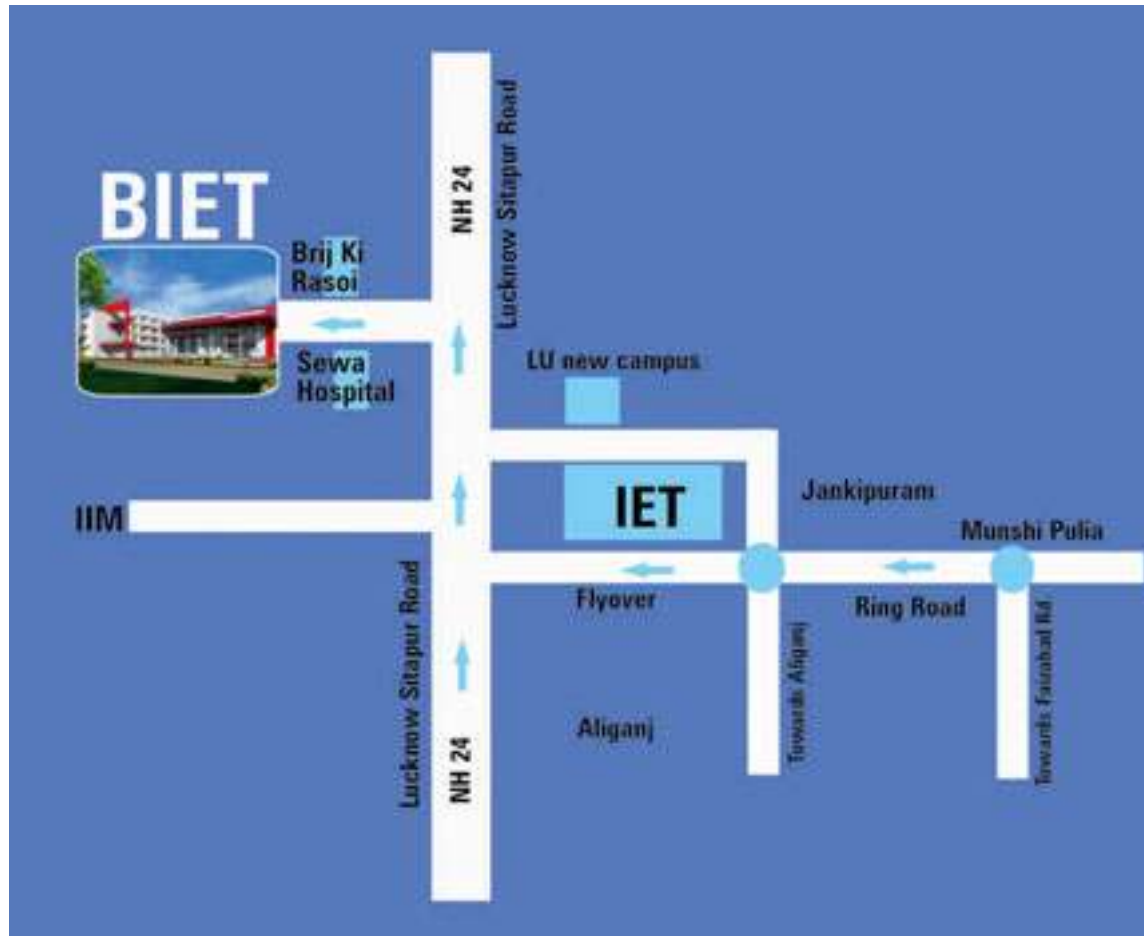 BIET
NH 24
Lucknow Sitapur Road
Brij Ki
Rasoi
Sewa
Hospital
LU new campus
IIM
IET
Jankipuram
Munshi Pulia
Flyover
Ring Road
Lucknow Sitapur Road
NH 24
Aliganj
Towards Aliganj
Towards Faizabad Rd.